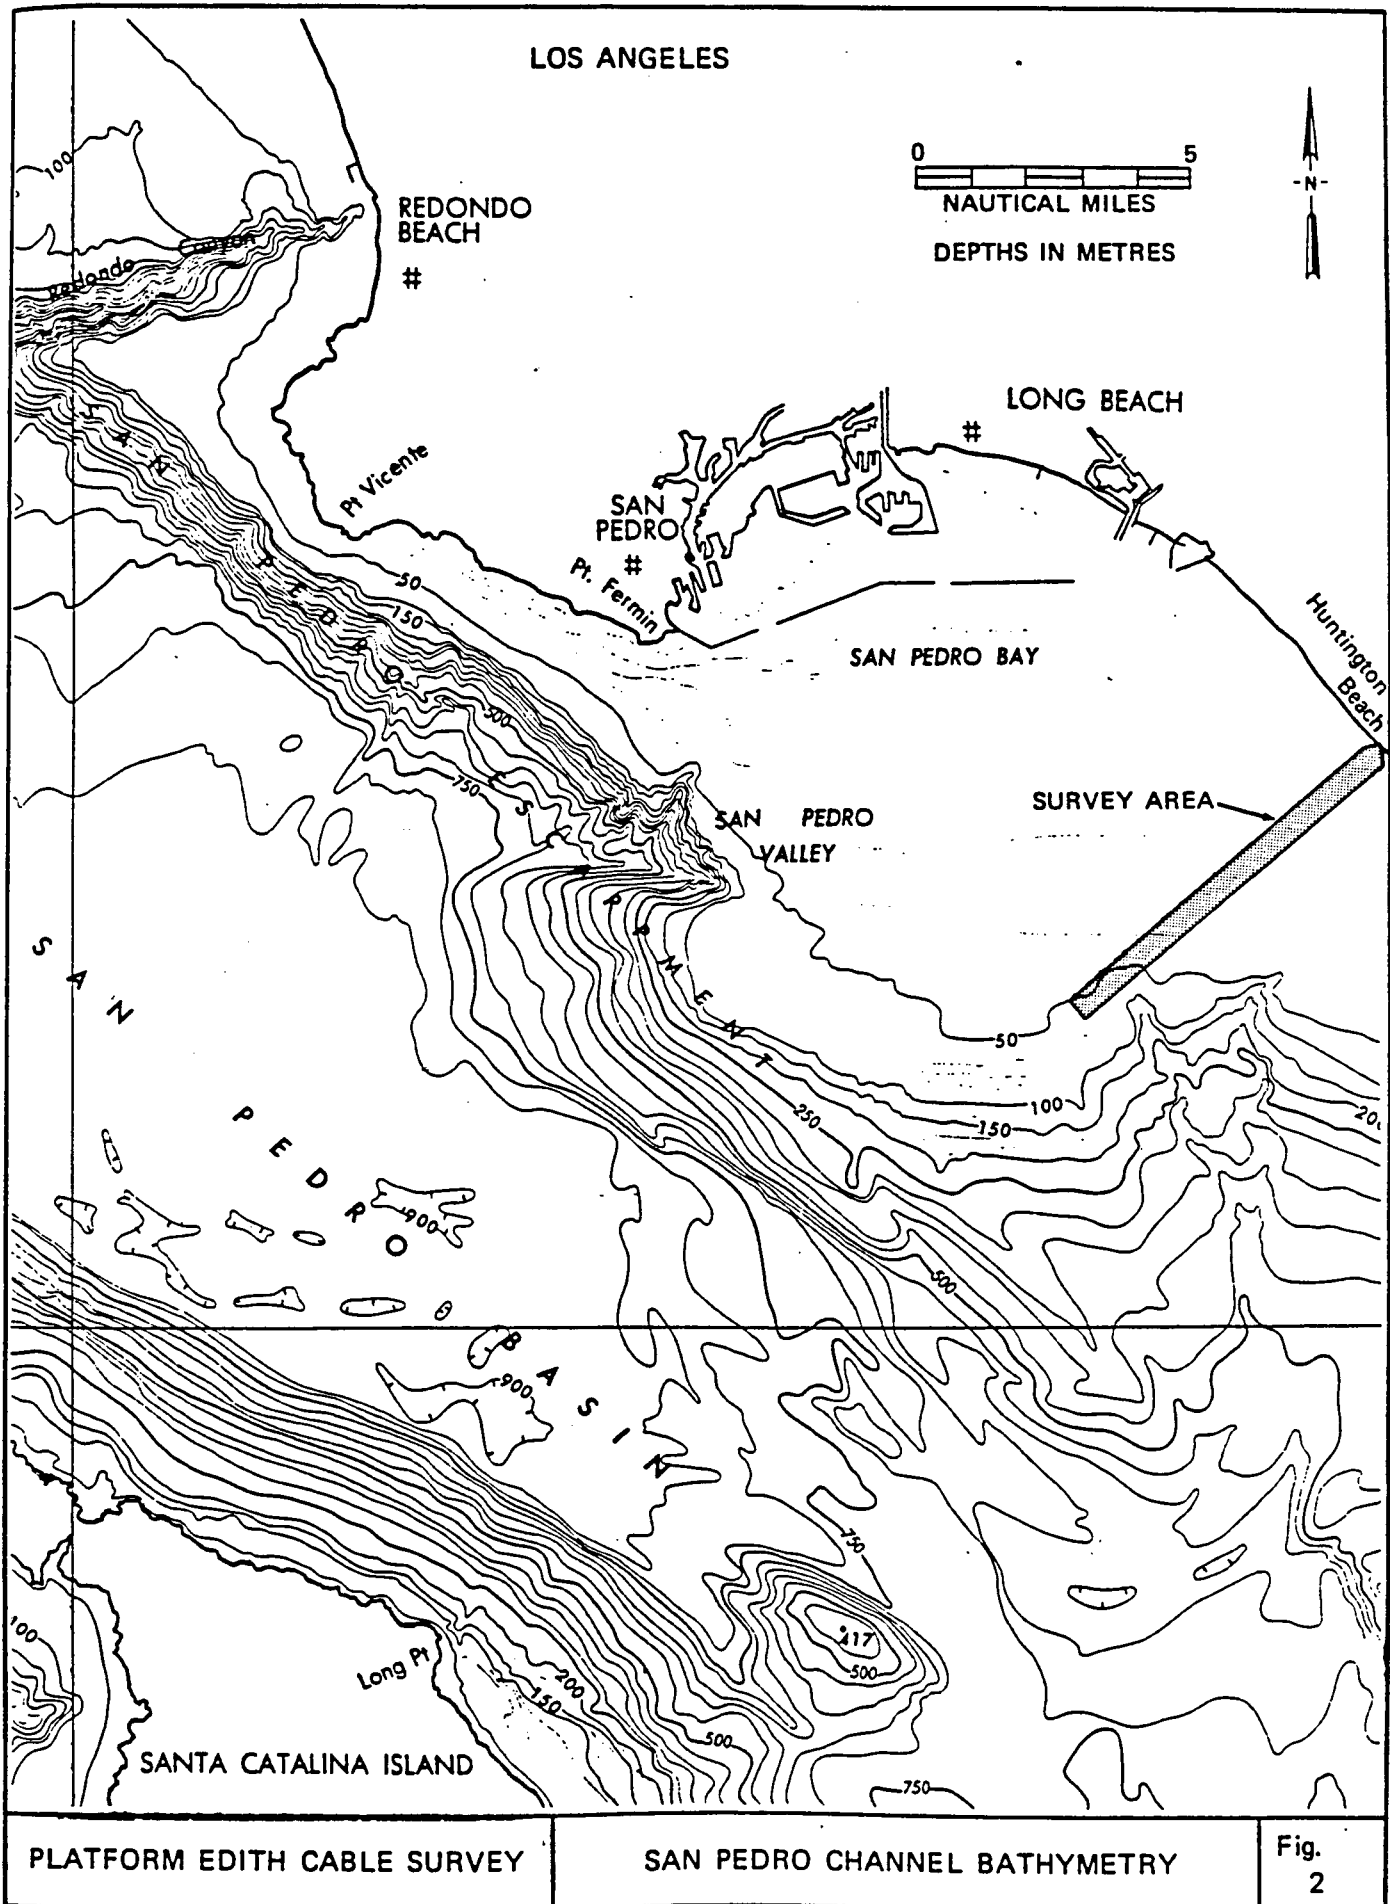 LOS ANGELES
0 5
NAUTICAL MILES
DEPTHS IN METRES
-N-
100
REDONDO
BEACH
#
Redondo Canyon
LONG BEACH
#
Pt Vicente
SAN
PEDRO
#
Pt. Fermin
SAN PEDRO BAY
Huntington
Beach
SAN PEDRO ESCARPMENT
50
150
500
750
SAN PEDRO
VALLEY
SURVEY AREA
50
100
150
250
200
500
SAN PEDRO BASIN
900
900
750
417
500
100
Long Pt
200
150
500
750
SANTA CATALINA ISLAND
PLATFORM EDITH CABLE SURVEY
SAN PEDRO CHANNEL BATHYMETRY
Fig.
2